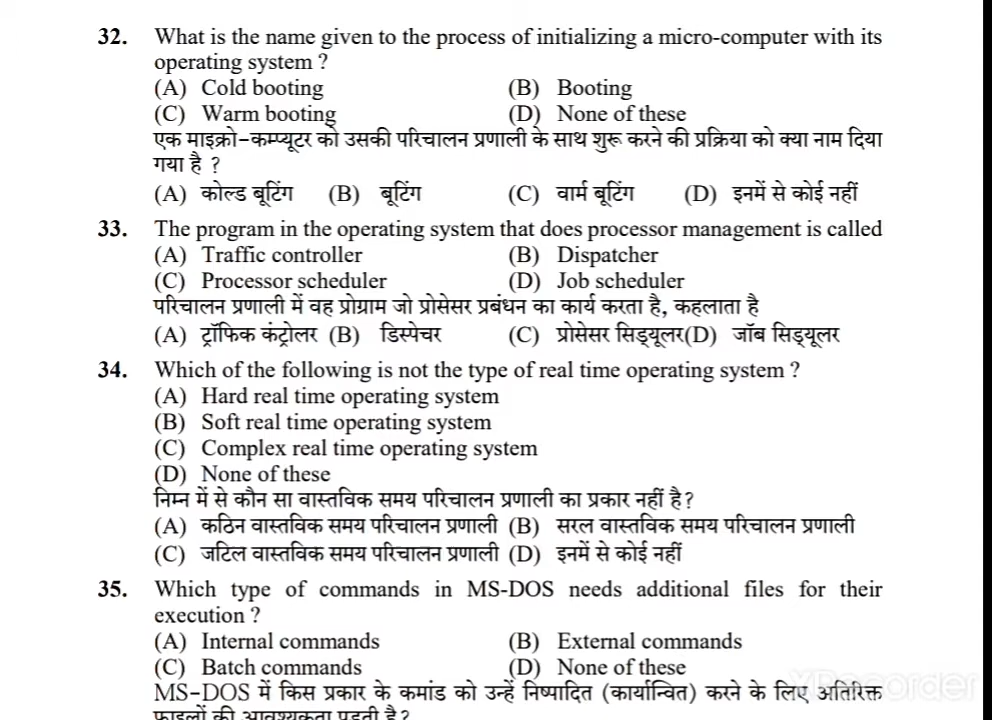 32. What is the name given to the process of initializing a micro-computer with its
operating system ?
(A) Cold booting (B) Booting
(C) Warm booting (D) None of these
एक माइक्रो-कम्प्यूटर को उसकी परिचालन प्रणाली के साथ शुरू करने की प्रक्रिया को क्या नाम दिया
गया है ?
(A) कोल्ड बूटिंग (B) बूटिंग (C) वार्म बूटिंग (D) इनमें से कोई नहीं
33. The program in the operating system that does processor management is called
(A) Traffic controller (B) Dispatcher
(C) Processor scheduler (D) Job scheduler
परिचालन प्रणाली में वह प्रोग्राम जो प्रोसेसर प्रबंधन का कार्य करता है, कहलाता है
(A) ट्रॉफिक कंट्रोलर (B) डिस्पेचर (C) प्रोसेसर सिड्यूलर(D) जॉब सिड्यूलर
34. Which of the following is not the type of real time operating system ?
(A) Hard real time operating system
(B) Soft real time operating system
(C) Complex real time operating system
(D) None of these
निम्न में से कौन सा वास्तविक समय परिचालन प्रणाली का प्रकार नहीं है?
(A) कठिन वास्तविक समय परिचालन प्रणाली (B) सरल वास्तविक समय परिचालन प्रणाली
(C) जटिल वास्तविक समय परिचालन प्रणाली (D) इनमें से कोई नहीं
35. Which type of commands in MS-DOS needs additional files for their
execution ?
(A) Internal commands (B) External commands
(C) Batch commands (D) None of these
MS-DOS में किस प्रकार के कमांड को उन्हें निष्पादित (कार्यान्वित) करने के लिए अतिरिक्त
फाइलों की आवश्यकता पड़ती है?
XRecorder